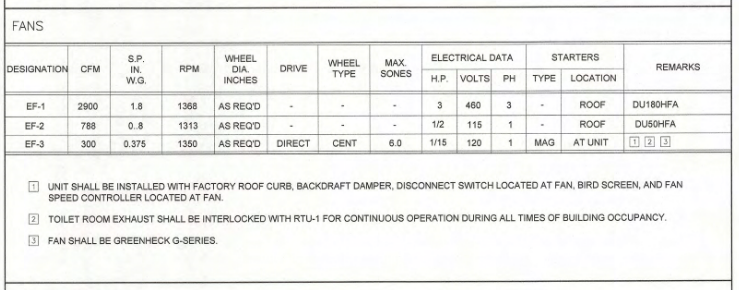 FANS
DESIGNATION CFM S.P. IN. W.G. RPM WHEEL DIA. INCHES DRIVE WHEEL TYPE MAX. SONES ELECTRICAL DATA STARTERS REMARKS
H.P. VOLTS PH TYPE LOCATION
EF-1 2900 1.8 1368 AS REQ'D - - - 3 460 3 - ROOF DU180HFA
EF-2 788 0..8 1313 AS REQ'D - - - 1/2 115 1 - ROOF DU50HFA
EF-3 300 0.375 1350 AS REQ'D DIRECT CENT 6.0 1/15 120 1 MAG AT UNIT 1 2 3
1 UNIT SHALL BE INSTALLED WITH FACTORY ROOF CURB, BACKDRAFT DAMPER, DISCONNECT SWITCH LOCATED AT FAN, BIRD SCREEN, AND FAN
SPEED CONTROLLER LOCATED AT FAN.
2 TOILET ROOM EXHAUST SHALL BE INTERLOCKED WITH RTU-1 FOR CONTINUOUS OPERATION DURING ALL TIMES OF BUILDING OCCUPANCY.
3 FAN SHALL BE GREENHECK G-SERIES.